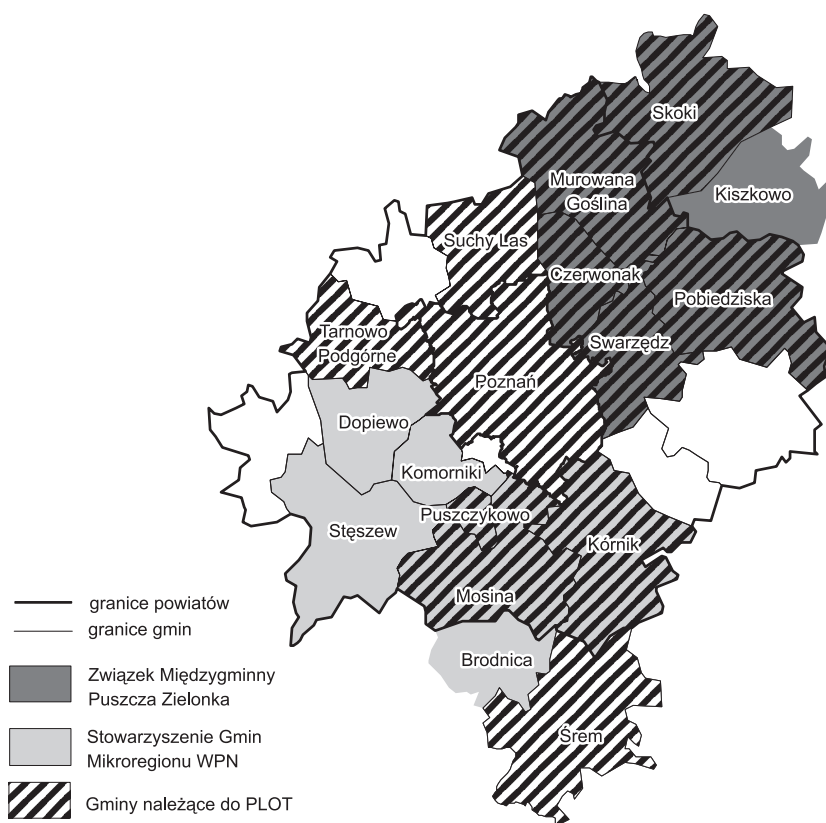 Skoki
Murowana
Goślina
Kiszkowo
Suchy Las
Czerwonak
Pobiedziska
Tarnowo
Podgórne
Swarzędz
Poznań
Dopiewo
Komorniki
Puszczykowo
Stęszew
Kórnik
Mosina
Brodnica
Śrem
granice powiatów
granice gmin
Związek Międzygminny
Puszcza Zielonka
Stowarzyszenie Gmin
Mikroregionu WPN
Gminy należące do PLOT